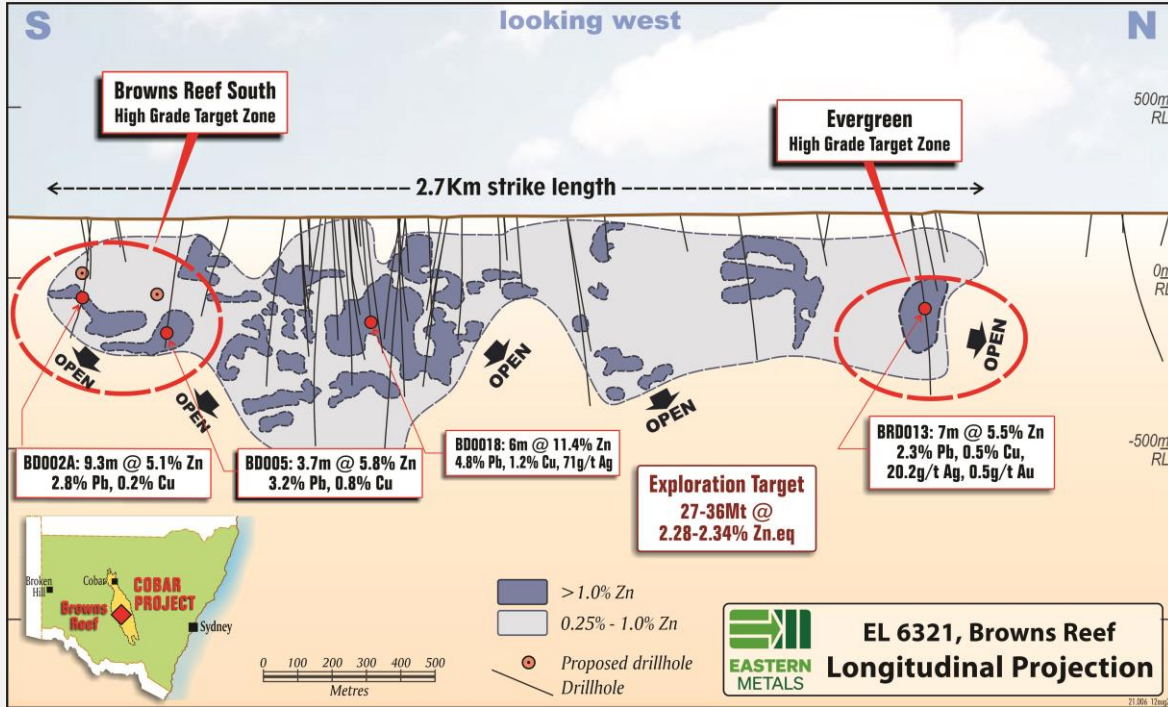 S
looking west
N
Browns Reef South
High Grade Target Zone
Evergreen
High Grade Target Zone
500m
RL
2.7Km strike length
0m
RL
OPEN
OPEN
OPEN
OPEN
OPEN
-500m
RL
BD002A: 9.3m @ 5.1% Zn
2.8% Pb, 0.2% Cu
BD005: 3.7m @ 5.8% Zn
3.2% Pb, 0.8% Cu
BD0018: 6m @ 11.4% Zn
4.8% Pb, 1.2% Cu, 71g/t Ag
BRD013: 7m @ 5.5% Zn
2.3% Pb, 0.5% Cu,
20.2g/t Ag, 0.5g/t Au
Exploration Target
27-36Mt @
2.28-2.34% Zn.eq
Broken
Hill
Cobar
COBAR
PROJECT
Browns
Reef
Sydney
0 100 200 300 400 500
Metres
>1.0% Zn
0.25% - 1.0% Zn
Proposed drillhole
Drillhole
EASTERN
METALS
EL 6321, Browns Reef
Longitudinal Projection